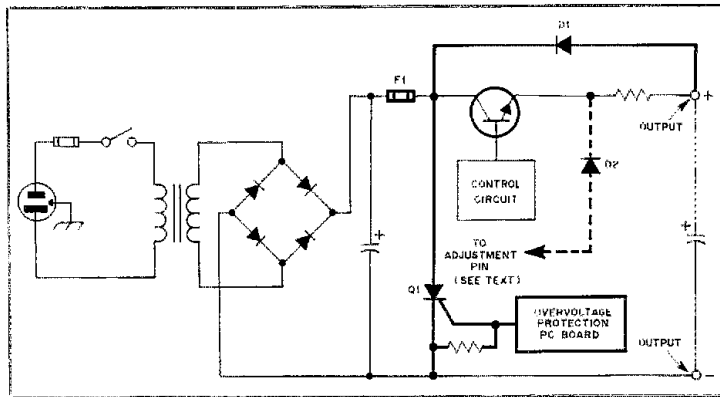 D1
F1
+
OUTPUT
D2
CONTROL
CIRCUIT
+
+
TO
ADJUSTMENT
PIN
(SEE TEXT)
Q1
OVERVOLTAGE
PROTECTION
PC BOARD
OUTPUT
–